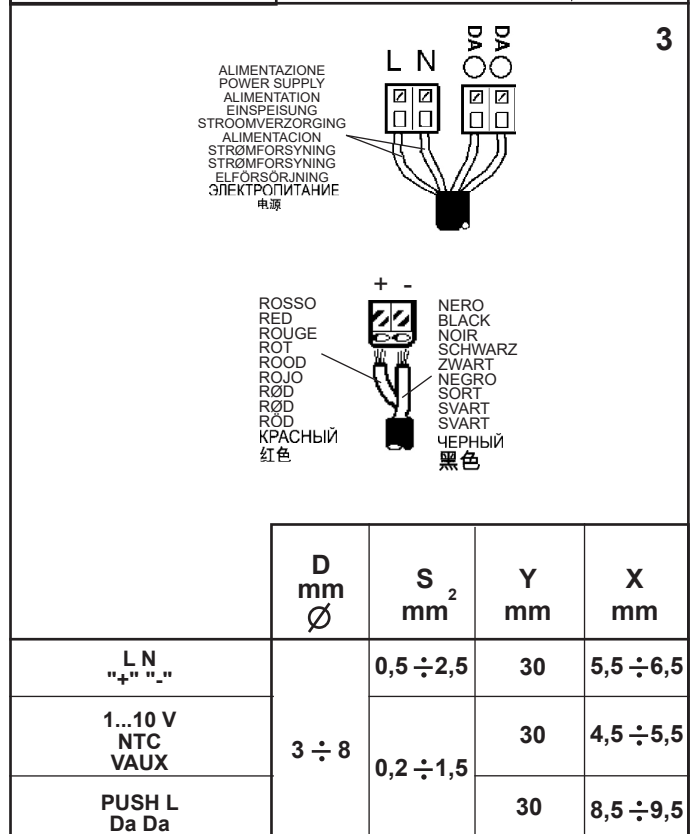 3
L N DA DA
ALIMENTAZIONE
POWER SUPPLY
ALIMENTATION
EINSPEISUNG
STROOMVERZORGING
ALIMENTACION
STRØMFORSYNING
STRØMFORSYNING
ELFÖRSÖRJNING
ЭЛЕКТРОПИТАНИЕ
电源
+ -
ROSSO
RED
ROUGE
ROT
ROOD
ROJO
RØD
RØD
RÖD
КРАСНЫЙ
红色
NERO
BLACK
NOIR
SCHWARZ
ZWART
NEGRO
SORT
SVART
SVART
ЧЕРНЫЙ
黑色
D
mm
Ø
S
mm²
Y
mm
X
mm
L N
"+" "-"
3 ÷ 8
0,5 ÷2,5
30
5,5 ÷6,5
1...10 V
NTC
VAUX
0,2 ÷1,5
30
4,5 ÷5,5
PUSH L
Da Da
30
8,5 ÷9,5